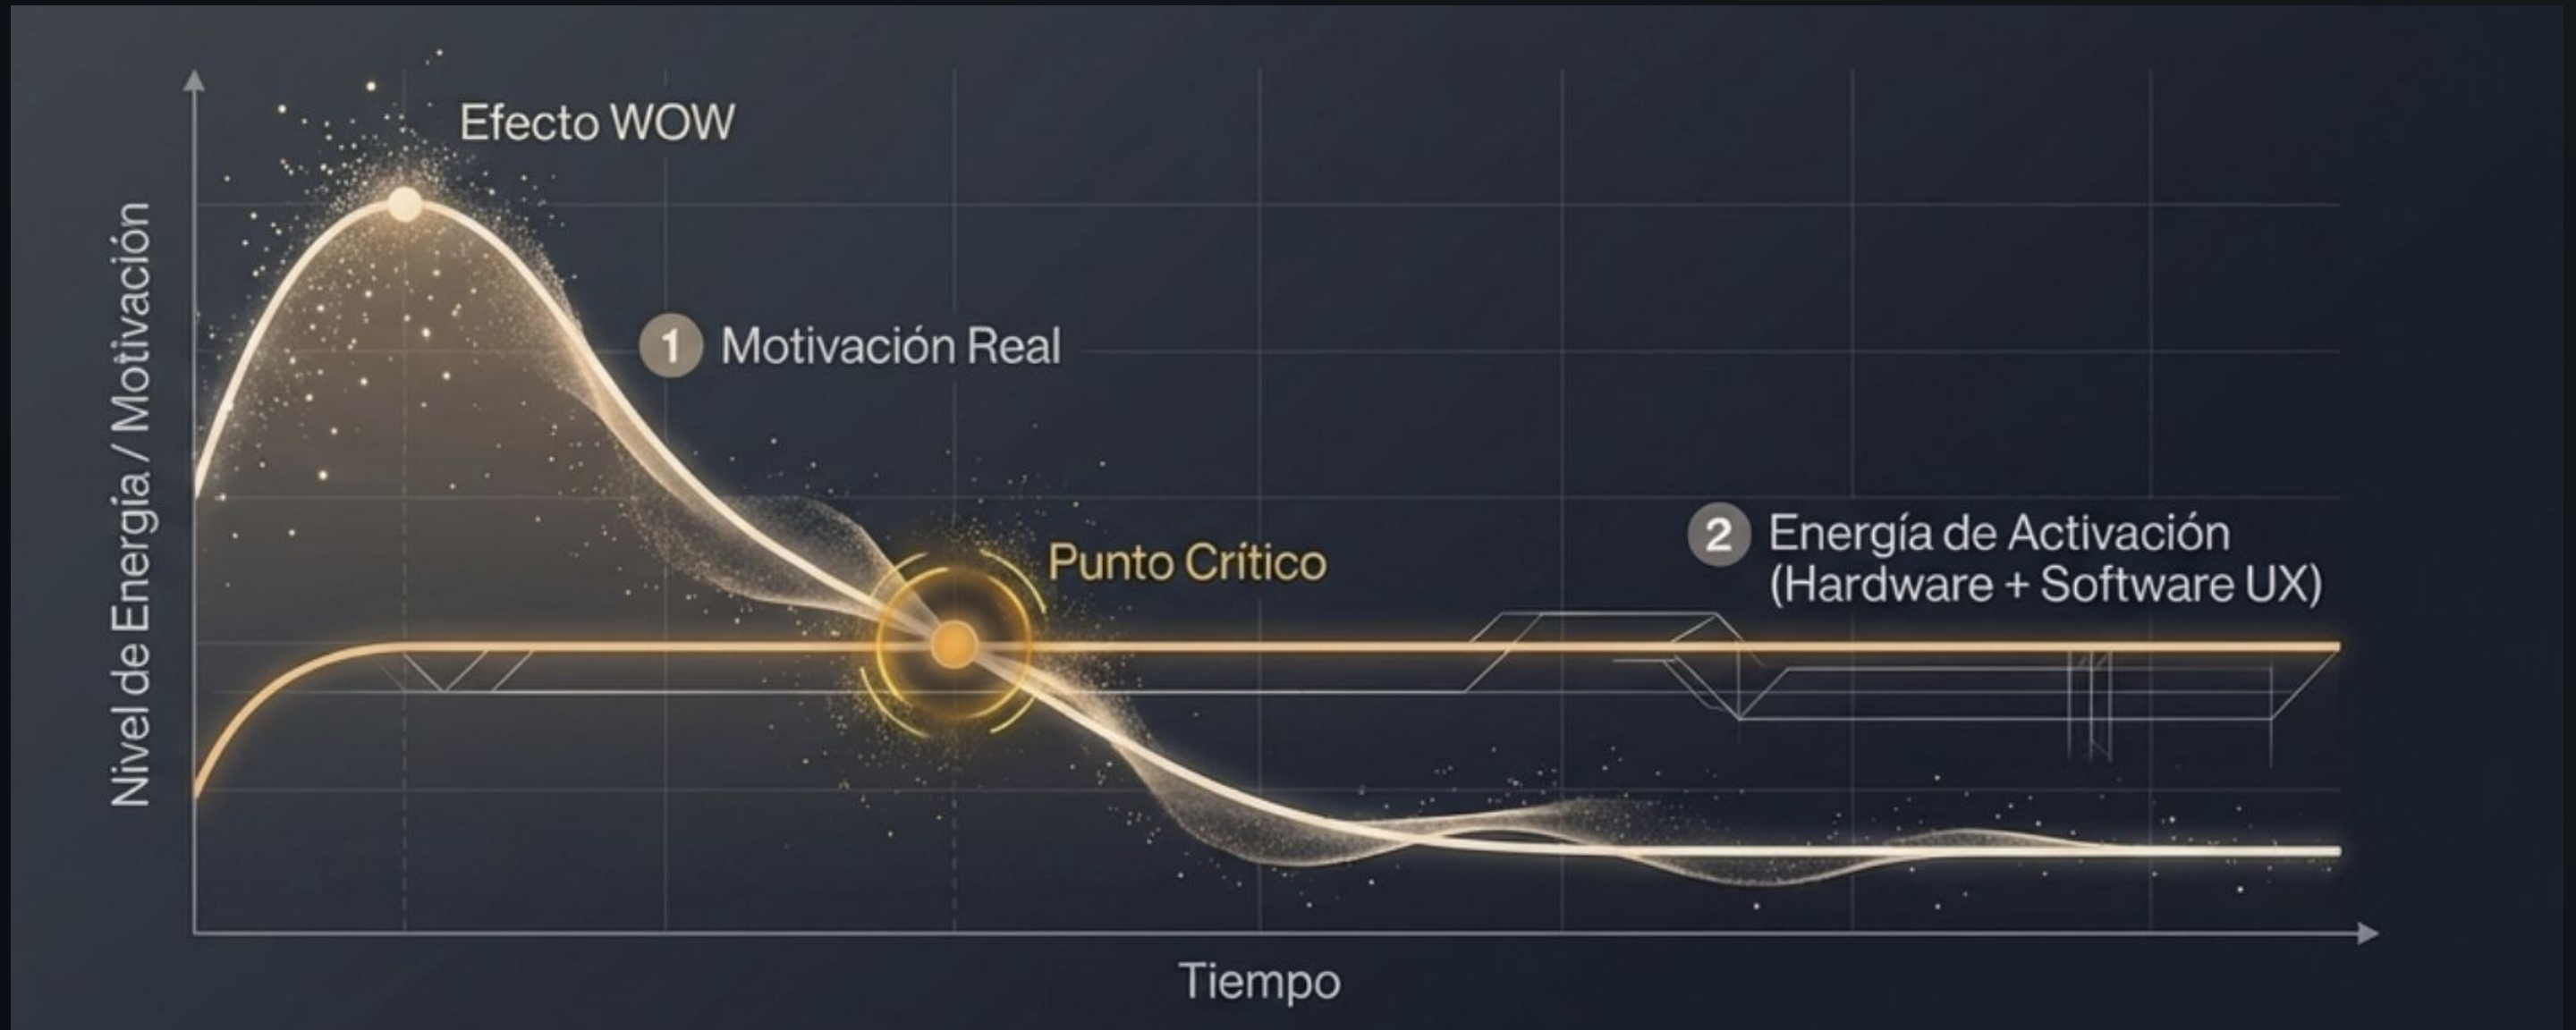 Efecto WOW
1 Motivación Real
Punto Crítico
2 Energía de Activación
(Hardware + Software UX)
Nivel de Energía / Motivación
Tiempo